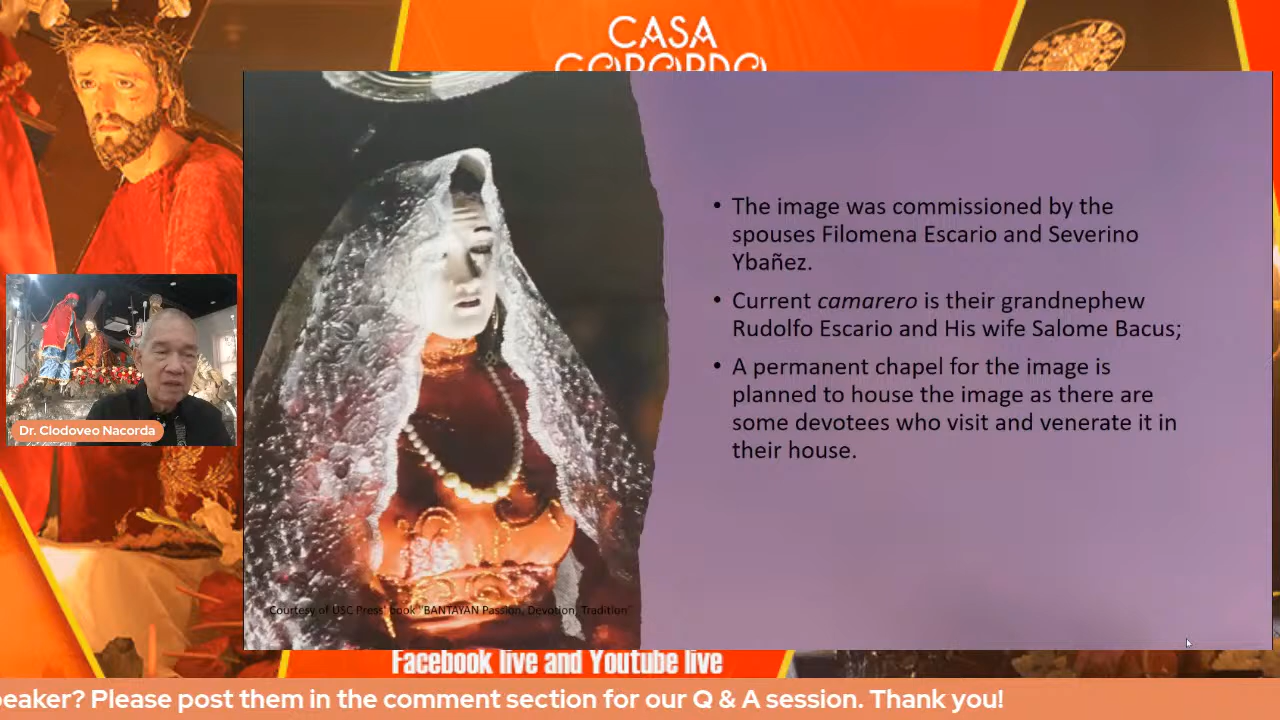 CASA
GORORDO
• The image was commissioned by the
spouses Filomena Escario and Severino
Ybañez.
• Current camarero is their grandnephew
Rudolfo Escario and His wife Salome Bacus;
• A permanent chapel for the image is
planned to house the image as there are
some devotees who visit and venerate it in
their house.
Dr. Clodoveo Nacorda
Courtesy of USC Press' book "BANTAYAN Passion, Devotion, Tradition"
Facebook live and Youtube live
peaker? Please post them in the comment section for our Q & A session. Thank you!